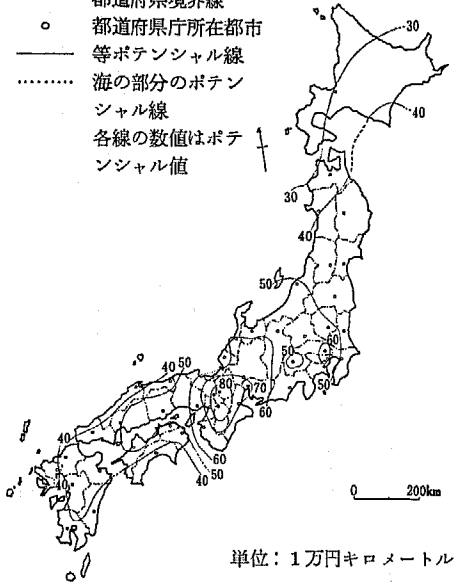 都道府県境界線
都道府県庁所在都市
等ポテンシャル線
海の部分のポテン
シャル線
各線の数値はポテ
ンシャル値
30
40
30
40
50
60
50
50
40
50
80
70
60
60
50
40
40
40
0 200km
単位：1万円キロメートル